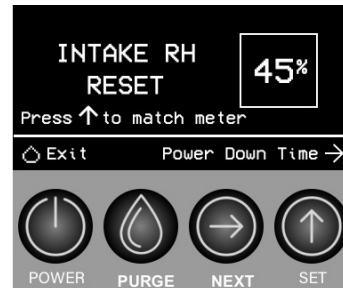 INTAKE RH
RESET
45%
Press ↑ to match meter
Exit Power Down Time →
POWER PURGE NEXT SET